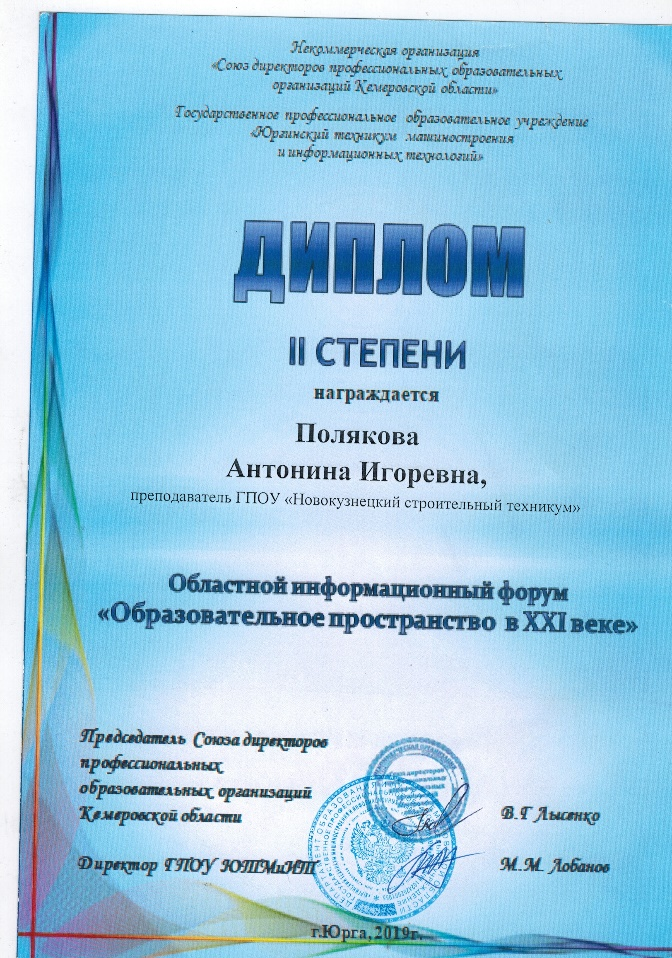 Некоммерческая организация
«Союз директоров профессиональных образовательных
организаций Кемеровской области»
Государственное профессиональное образовательное учреждение
«Юргинский техникум машиностроения
и информационных технологий»
ДИПЛОМ
II СТЕПЕНИ
награждается
Полякова
Антонина Игоревна,
преподаватель ГПОУ «Новокузнецкий строительный техникум»
Областной информационный форум
«Образовательное пространство в XXI веке»
Председатель Союза директоров
профессиональных
образовательных организаций
Кемеровской области
В.Г Лысенко
Директор ГПОУ ЮТМиИТ
М.М. Лобанов
г.Юрга, 2019г.